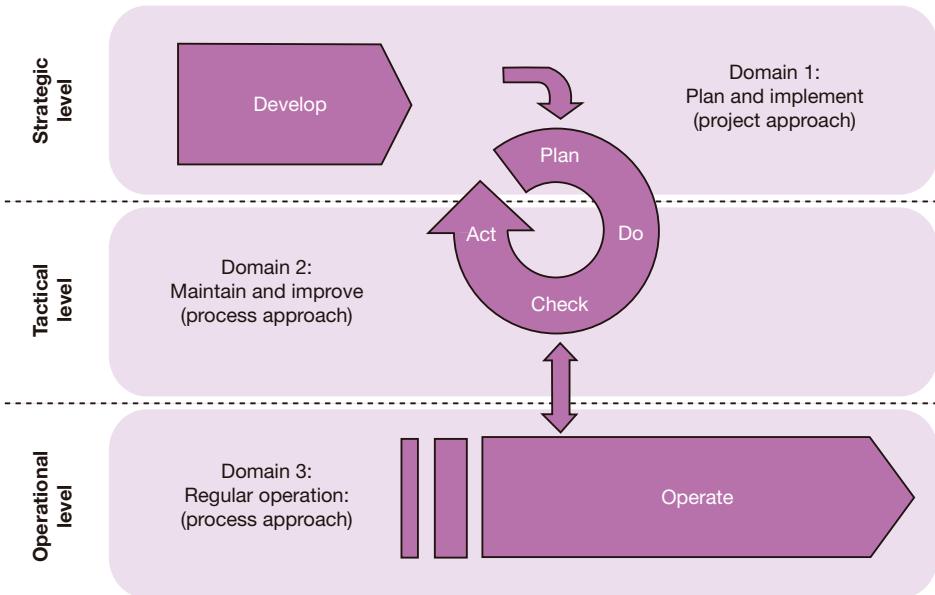 Strategic
level
Develop
Domain 1:
Plan and implement
(project approach)
Plan
Do
Check
Act
Tactical
level
Domain 2:
Maintain and improve
(process approach)
Operational
level
Domain 3:
Regular operation:
(process approach)
Operate